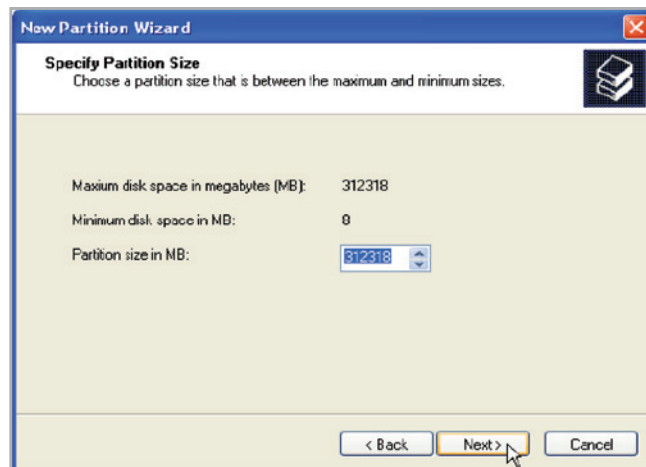 New Partition Wizard
Specify Partition Size
Choose a partition size that is between the maximum and minimum sizes.
Maxium disk space in megabytes (MB): 312318
Minimum disk space in MB: 8
Partition size in MB: 312318
< Back Next > Cancel